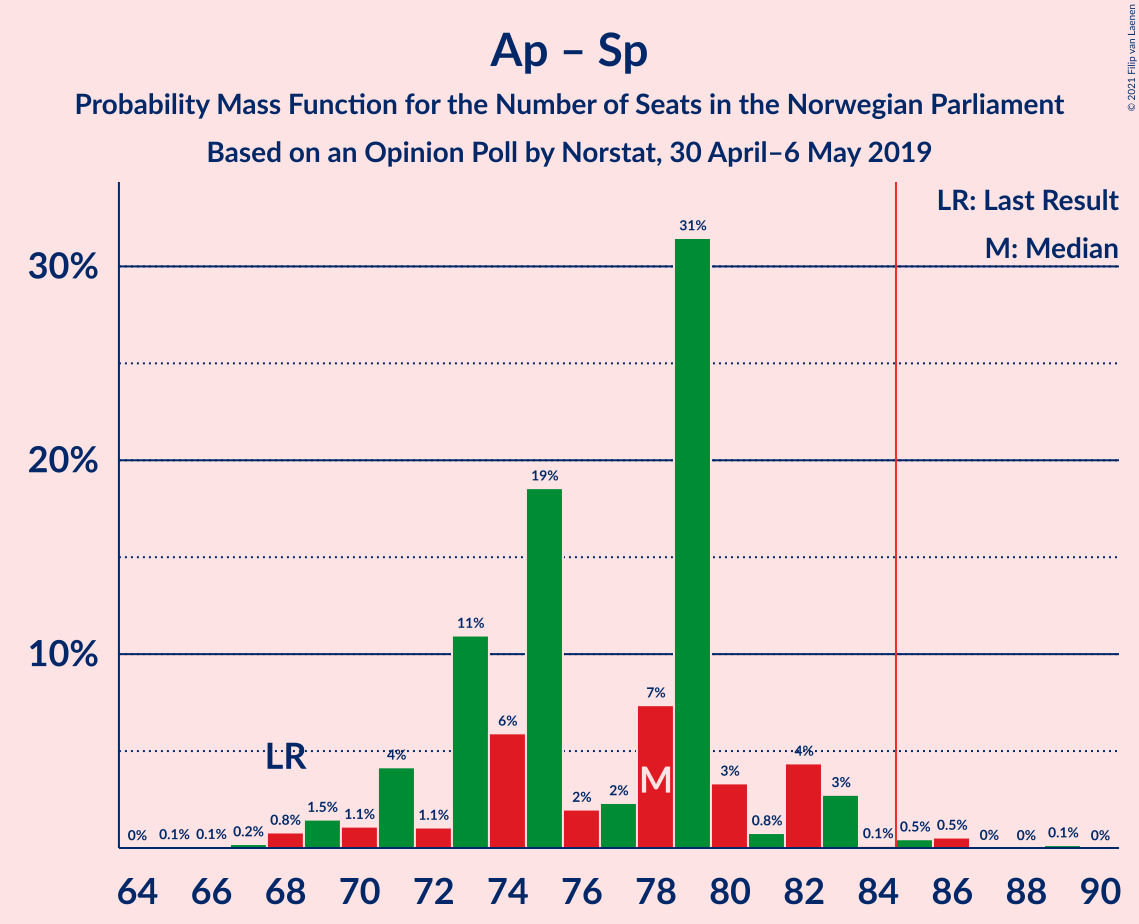 Ap – Sp
Probability Mass Function for the Number of Seats in the Norwegian Parliament
Based on an Opinion Poll by Norstat, 30 April–6 May 2019
© 2021 Filip van Laenen
LR: Last Result
M: Median
30%
20%
10%
31%
19%
11%
7%
6%
LR
4%
4%
M
3%
3%
2%
2%
0% 0.1% 0.1% 0.2% 0.8% 1.5% 1.1% 1.1% 0.8% 0.1% 0.5% 0.5% 0% 0% 0.1% 0%
64 66 68 70 72 74 76 78 80 82 84 86 88 90